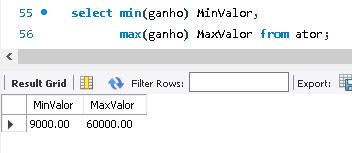 55 select min(ganho) MinValor,
56 max(ganho) MaxValor from ator;
Result Grid Filter Rows: Export:
MinValor MaxValor
9000.00 60000.00